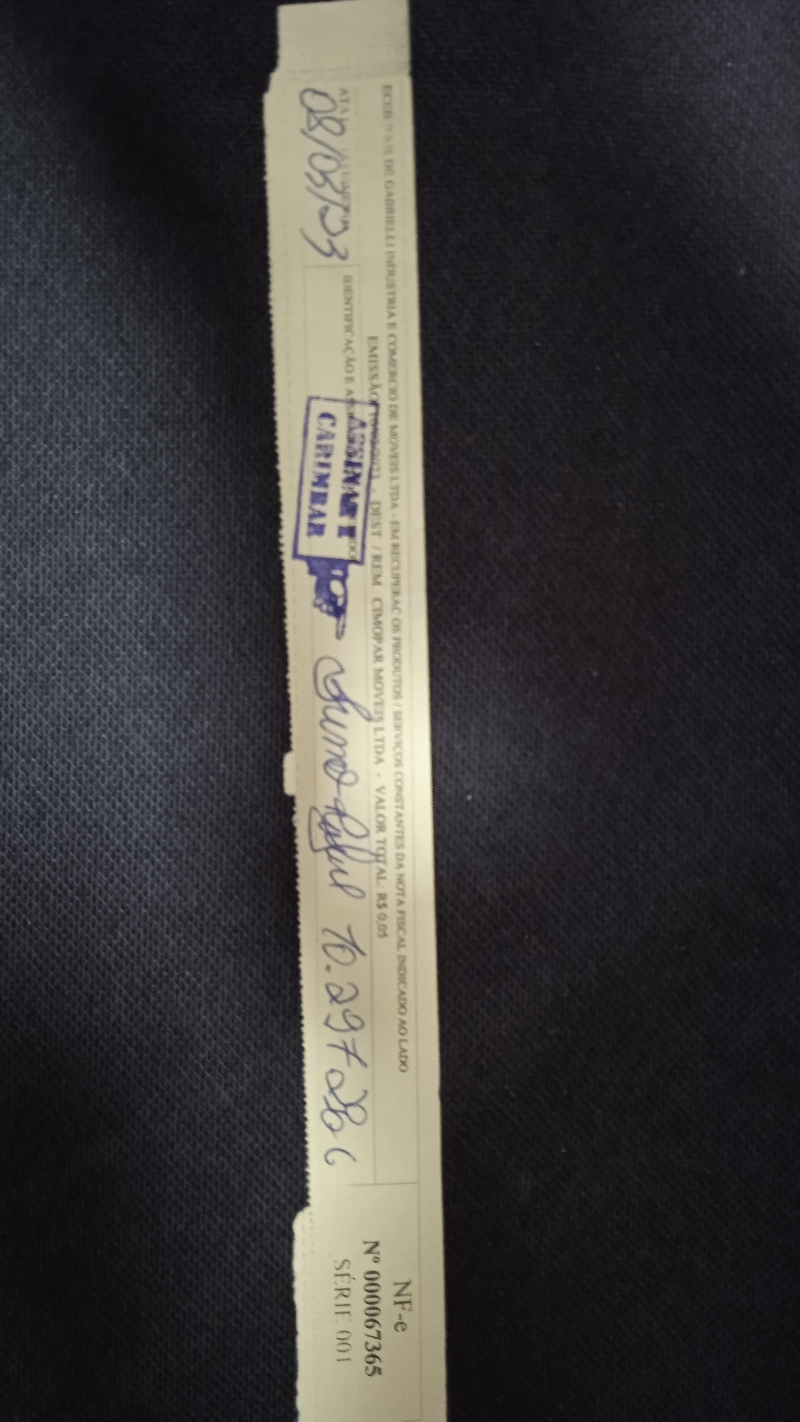 DE GABRIELLI INDUSTRIA E COMERCIO DE MOVEIS LTDA - EM RECUPERAC OS PRODUTOS / SERVIÇOS CONSTANTES DA NOTA FISCAL INDICADO AO LADO
EMISSÃO: - DEST. / REM.: CIMOPAR MOVEIS LTDA - VALOR TOTAL: R$ 0,05
IDENTIFICAÇÃO E
08/03/23
ASSINAR E
CARIMBAR
10.297.286
NF-e
Nº 000067365
SÉRIE 001